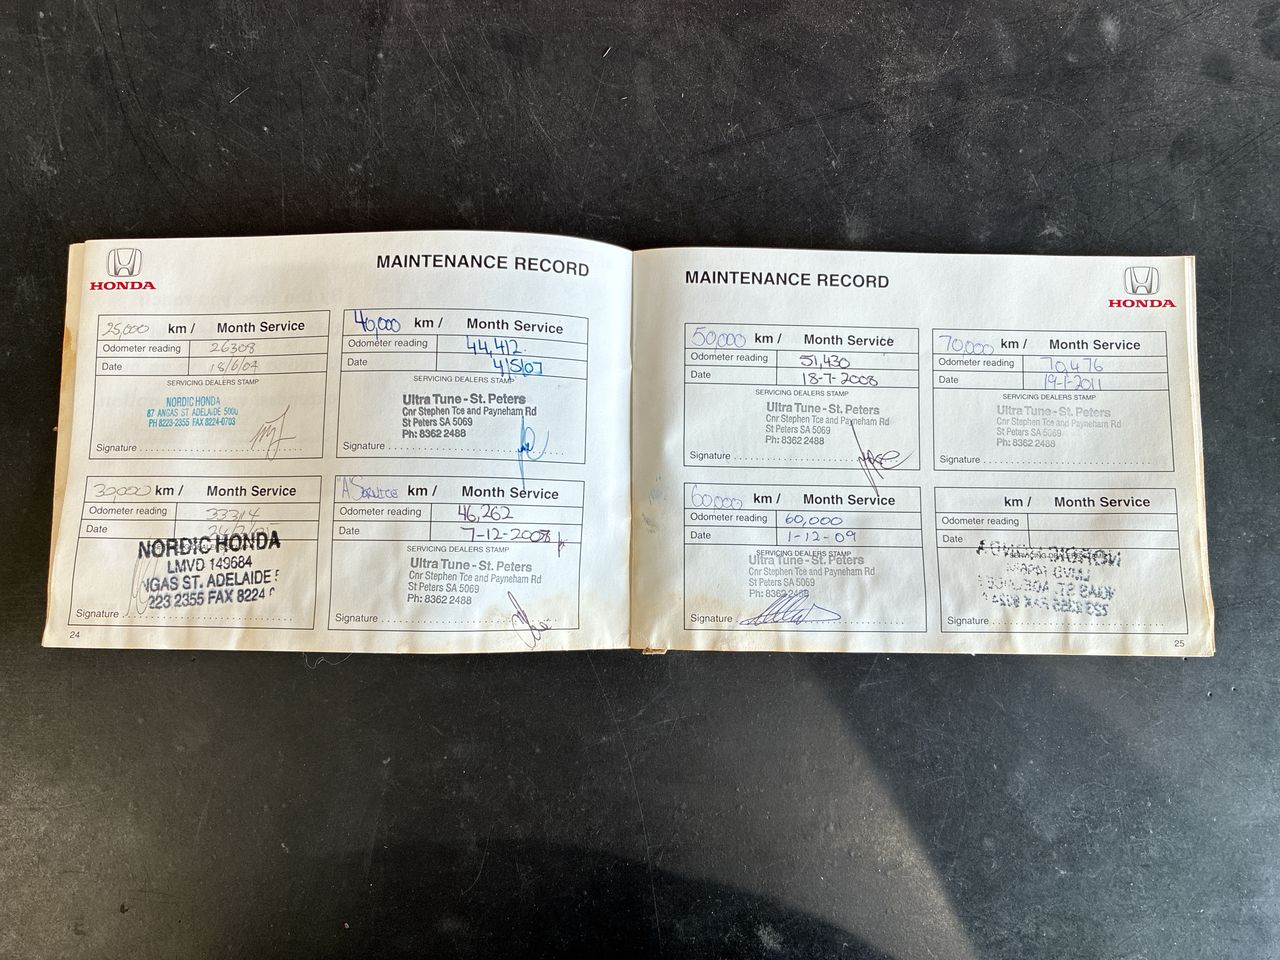 HONDA
MAINTENANCE RECORD
25,000 km / Month Service
Odometer reading 26308
Date 18/6/04
SERVICING DEALERS STAMP
NORDIC HONDA
87 ANGAS ST ADELAIDE 5000
PH 8223-2355 FAX 8224-0703
Signature
30,000 km / Month Service
Odometer reading 33314
Date
NORDIC HONDA
LMVD 149684
NGAS ST. ADELAIDE 5
223 2355 FAX 8224
Signature
24
40,000 km / Month Service
Odometer reading 44,412.
Date 4/5/07
SERVICING DEALERS STAMP
Ultra Tune - St. Peters
Cnr Stephen Tce and Payneham Rd
St Peters SA 5069
Ph: 8362 2488
Signature
"A" SERVICE km / Month Service
Odometer reading 46,262
Date 7-12-2007
SERVICING DEALERS STAMP
Ultra Tune - St. Peters
Cnr Stephen Tce and Payneham Rd
St Peters SA 5069
Ph: 8362 2488
Signature
MAINTENANCE RECORD
HONDA
50,000 km / Month Service
Odometer reading 51,430
Date 18-7-2008
SERVICING DEALERS STAMP
Ultra Tune - St. Peters
Cnr Stephen Tce and Payneham Rd
St Peters SA 5069
Ph: 8362 2488
Signature
60,000 km / Month Service
Odometer reading 60,000
Date 1-12-09
SERVICING DEALERS STAMP
Ultra Tune - St. Peters
Cnr Stephen Tce and Payneham Rd
St Peters SA 5069
Ph: 8362 2488
Signature
70,000 km / Month Service
Odometer reading 70,476
Date 19-1-2011
SERVICING DEALERS STAMP
Ultra Tune - St. Peters
Cnr Stephen Tce and Payneham Rd
St Peters SA 5069
Ph: 8362 2488
Signature
km / Month Service
Odometer reading
Date
SERVICING DEALERS STAMP
Signature
25